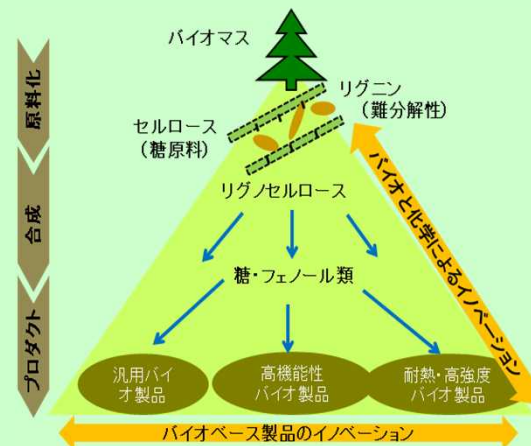 バイオマス
原料化
リグニン
(難分解性)
セルロース
(糖原料)
リグノセルロース
バイオと化学によるイノベーション
合成
糖・フェノール類
プロダクト
汎用バイ
オ製品
高機能性
バイオ製品
耐熱・高強度
バイオ製品
バイオベース製品のイノベーション